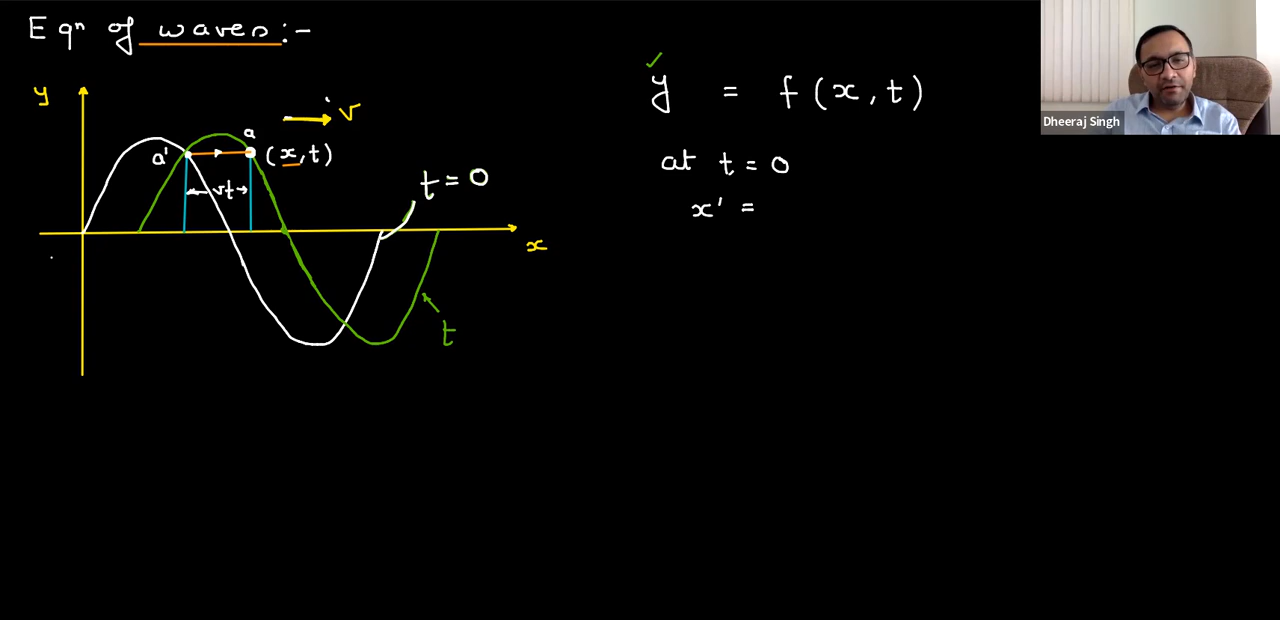 Eqⁿ of waves :-
y
v
a
a'
(x, t)
vt
t = 0
x
t
y = f(x, t)
at t = 0
x' =
Dheeraj Singh